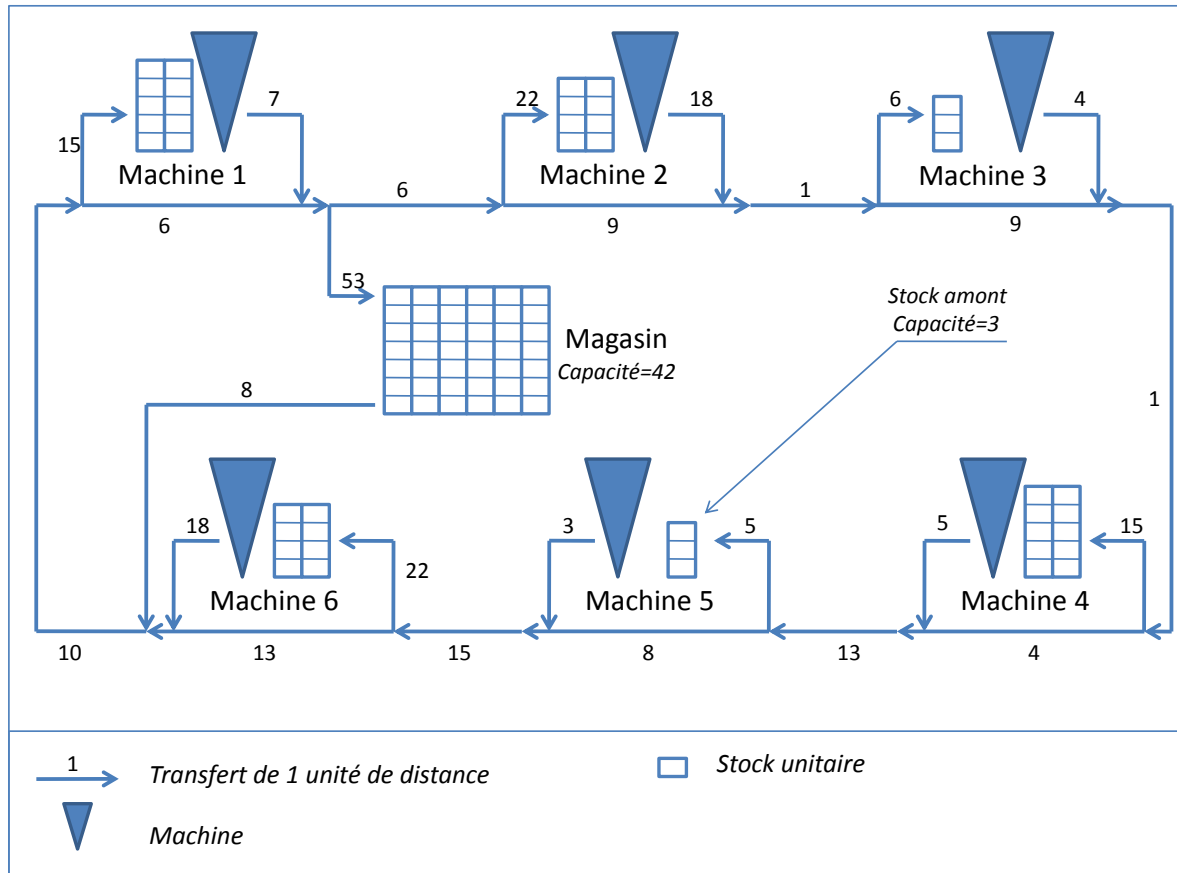 7
22
18
6
4
15
Machine 1
Machine 2
Machine 3
6
6
9
1
9
53
Stock amont
Capacité=3
Magasin
Capacité=42
8
1
18
3
5
5
15
22
Machine 6
Machine 5
Machine 4
10
13
15
8
13
4
1
Transfert de 1 unité de distance
Stock unitaire
Machine